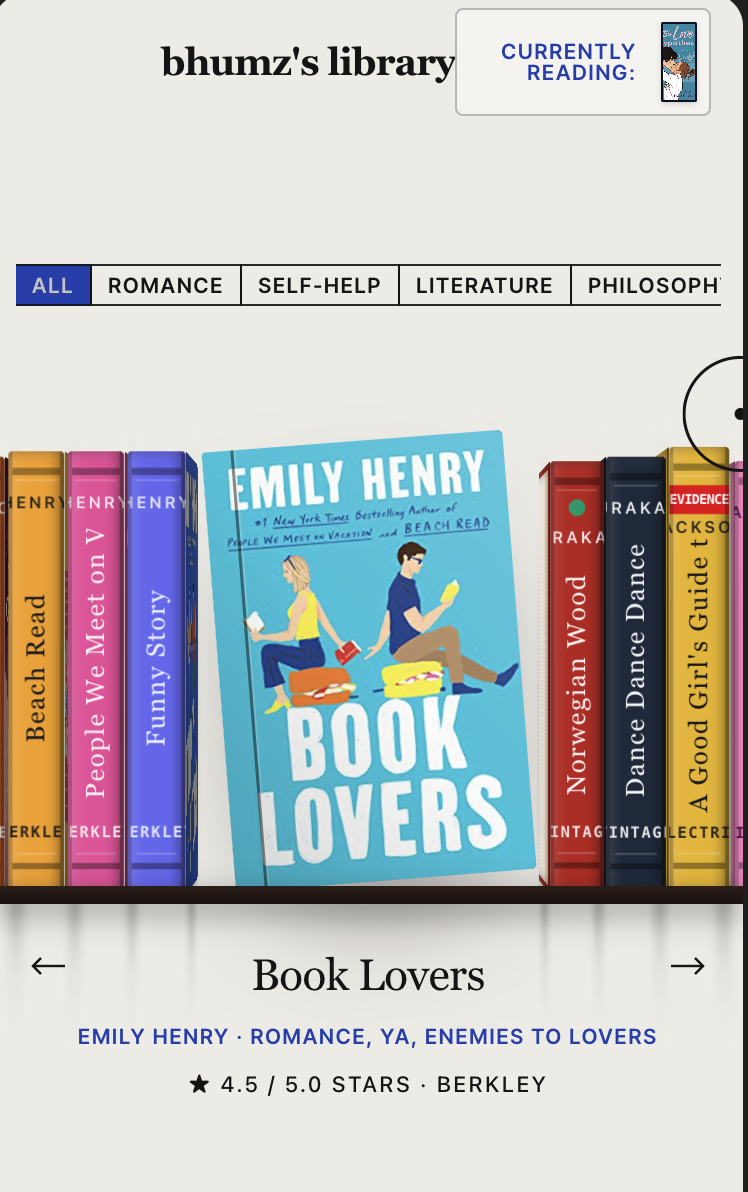 bhumz's library
CURRENTLY
READING:
ALL
ROMANCE
SELF-HELP
LITERATURE
PHILOSOPH
HENRY
Beach Read
ERKLE
HENRY
People We Meet on V
ERKLE
HENRY
Funny Story
ERKLE
EMILY HENRY
#1 New York Times Bestselling Author of
PEOPLE WE MEET ON VACATION and BEACH READ
BOOK
LOVERS
RAKA
Norwegian Wood
INTAG
RAKA
Dance Dance Dance
INTAG
EVIDENCE
ACKSO
A Good Girl's Guide t
LECTRI
Book Lovers
EMILY HENRY · ROMANCE, YA, ENEMIES TO LOVERS
★ 4.5 / 5.0 STARS · BERKLEY